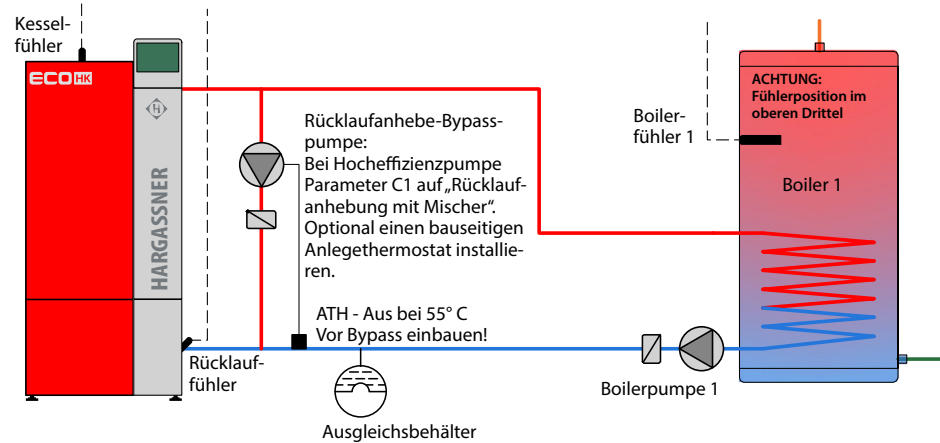 Kessel-
fühler
ECO HK
H
HARGASSNER
Rücklauf-
fühler
Rücklaufanhebe-Bypass-
pumpe:
Bei Hocheffizienzpumpe
Parameter C1 auf „Rücklauf-
anhebung mit Mischer“.
Optional einen bauseitigen
Anlegethermostat installie-
ren.
ATH - Aus bei 55° C
Vor Bypass einbauen!
Ausgleichsbehälter
Boiler-
fühler 1
ACHTUNG:
Fühlerposition im
oberen Drittel
Boiler 1
Boilerpumpe 1